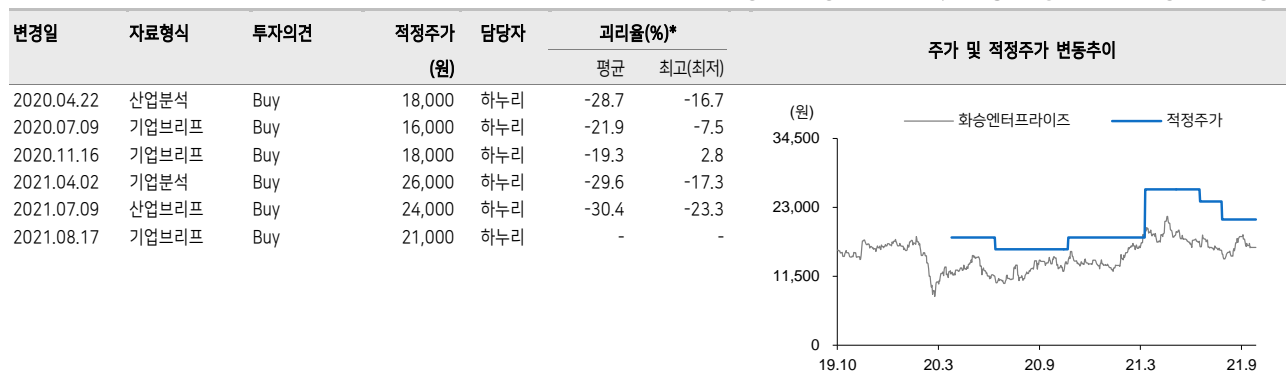 변경일 자료형식 투자의견 적정주가 담당자 괴리율(%)* 주가 및 적정주가 변동추이
(원) 평균 최고(최저)
2020.04.22 산업분석 Buy 18,000 하누리 -28.7 -16.7
2020.07.09 기업브리프 Buy 16,000 하누리 -21.9 -7.5
2020.11.16 기업브리프 Buy 18,000 하누리 -19.3 2.8
2021.04.02 기업분석 Buy 26,000 하누리 -29.6 -17.3
2021.07.09 산업브리프 Buy 24,000 하누리 -30.4 -23.3
2021.08.17 기업브리프 Buy 21,000 하누리 - -
(원) 화승엔터프라이즈 적정주가
34,500
23,000
11,500
0
19.10 20.3 20.9 21.3 21.9